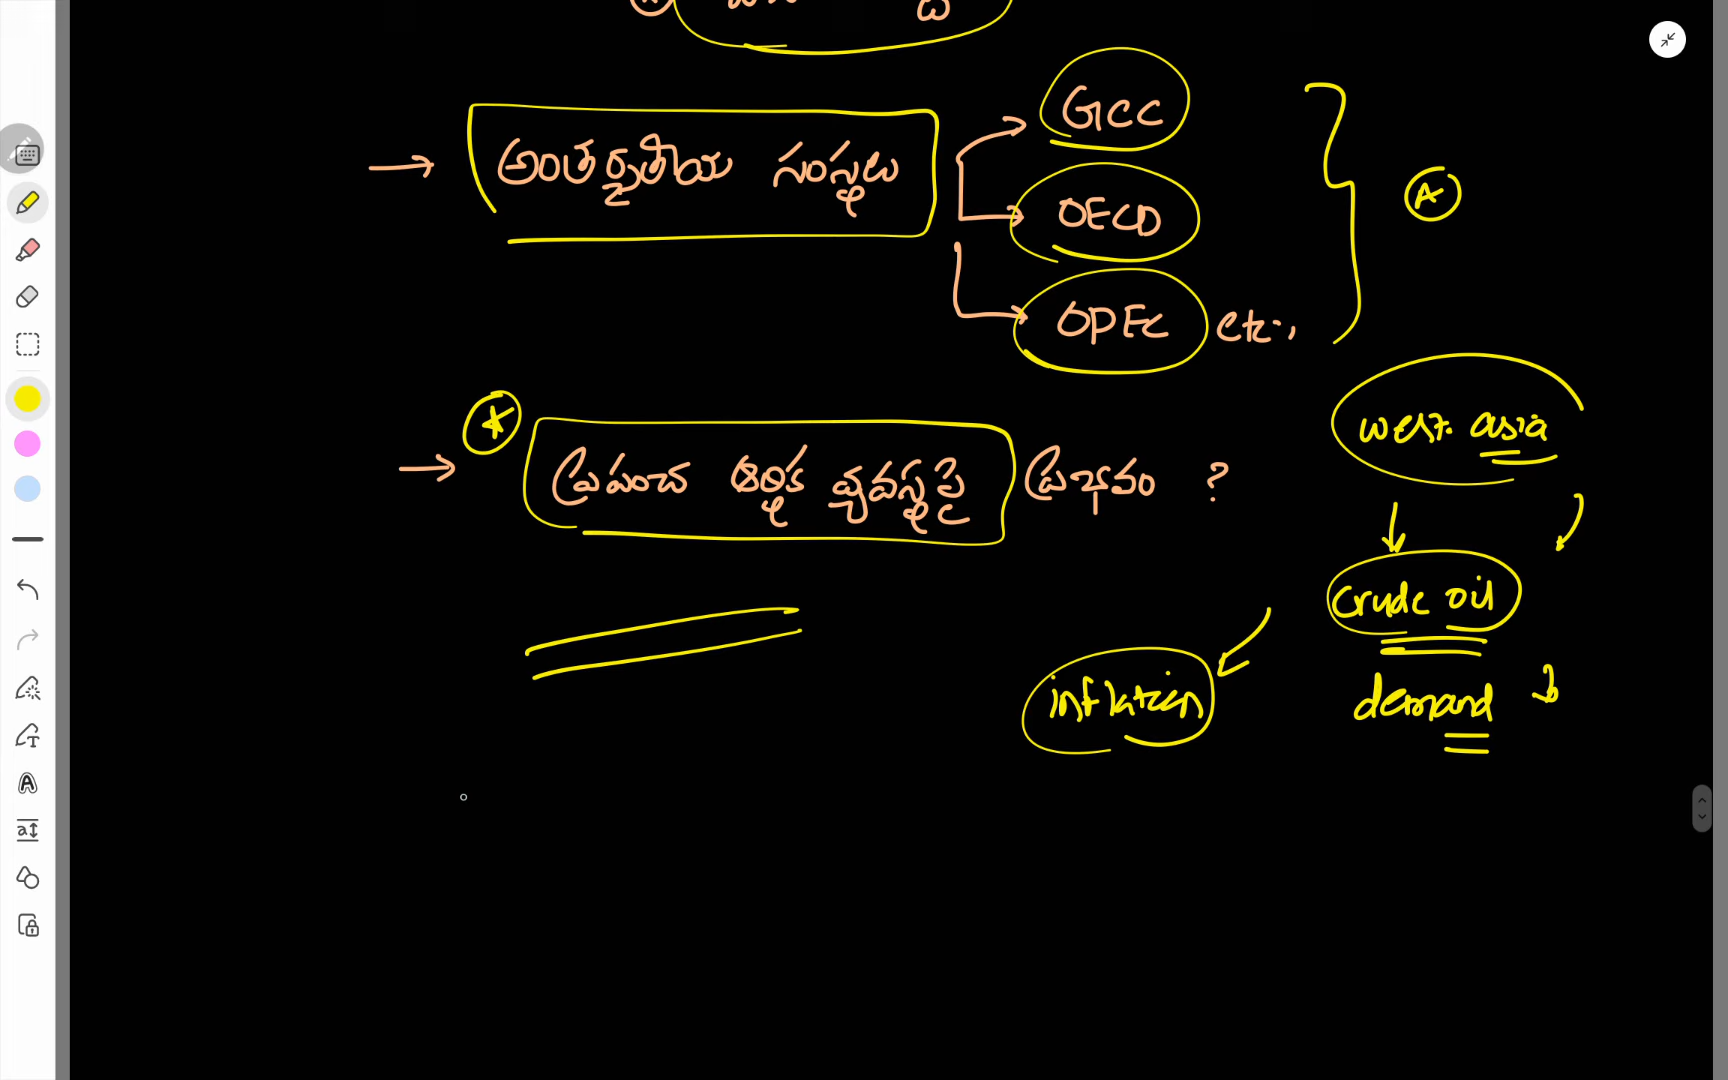 → అంతర్జాతీయ సంస్థలు
GCC
OECD
OPEC etc.,
→ ప్రపంచ ఆర్థిక వ్యవస్థపై ప్రభావం ?
west asia
crude oil
demand
inflation